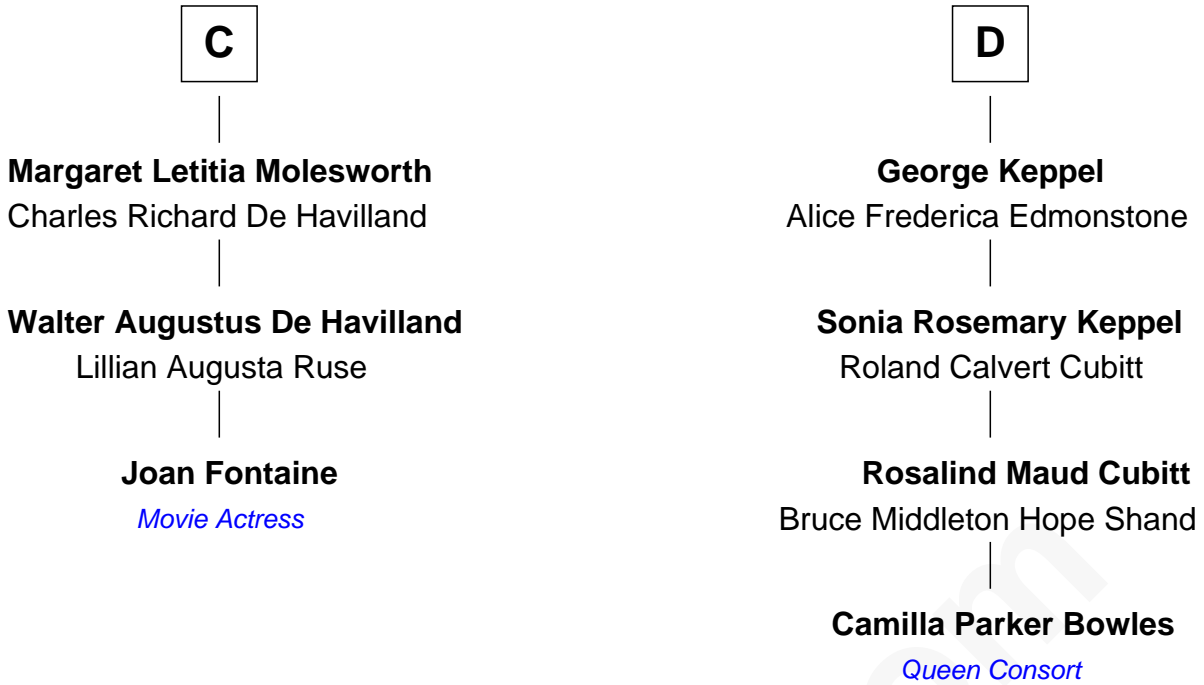 C
Margaret Letitia Molesworth
Charles Richard De Havilland
Walter Augustus De Havilland
Lillian Augusta Ruse
Joan Fontaine
Movie Actress
D
George Keppel
Alice Frederica Edmonstone
Sonia Rosemary Keppel
Roland Calvert Cubitt
Rosalind Maud Cubitt
Bruce Middleton Hope Shand
Camilla Parker Bowles
Queen Consort